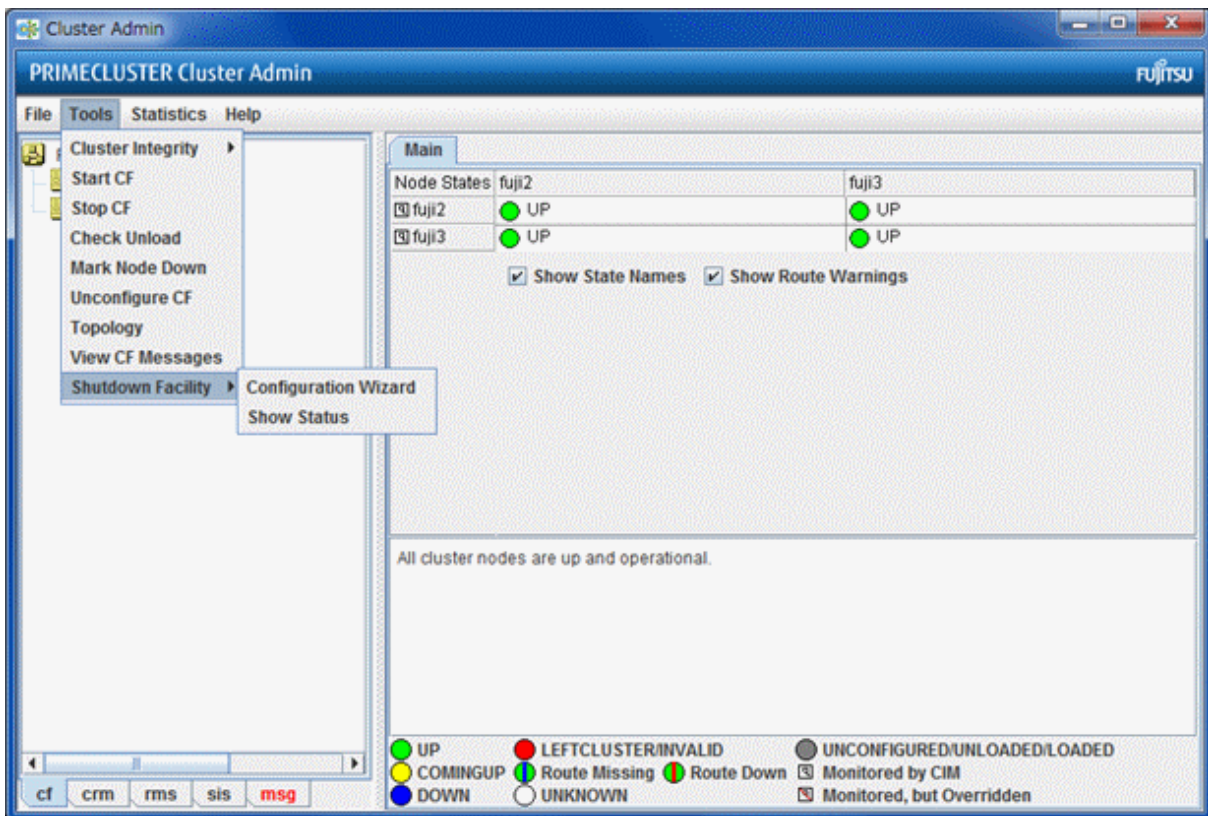 Cluster Admin
PRIMECLUSTER Cluster Admin
FUJITSU
File Tools Statistics Help
Cluster Integrity
Start CF
Stop CF
Check Unload
Mark Node Down
Unconfigure CF
Topology
View CF Messages
Shutdown Facility
Configuration Wizard
Show Status
Main
Node States fuji2 fuji3
fuji2 UP UP
fuji3 UP UP
Show State Names Show Route Warnings
All cluster nodes are up and operational.
UP LEFTCLUSTER/INVALID UNCONFIGURED/UNLOADED/LOADED
COMINGUP Route Missing Route Down Monitored by CIM
DOWN UNKNOWN Monitored, but Overridden
cf crm rms sis msg